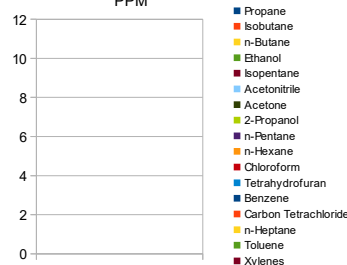 PPM
12
10
8
6
4
2
0
Propane
Isobutane
n-Butane
Ethanol
Isopentane
Acetonitrile
Acetone
2-Propanol
n-Pentane
n-Hexane
Chloroform
Tetrahydrofuran
Benzene
Carbon Tetrachloride
n-Heptane
Toluene
Xylenes